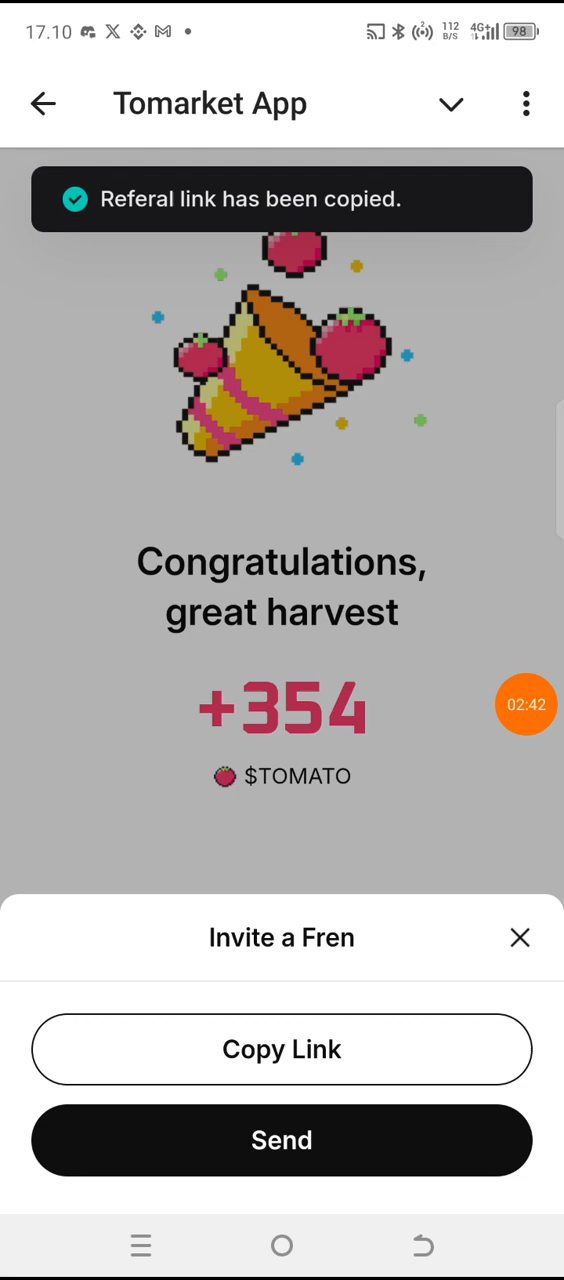 17.10
112
B/S
4G+
98
Tomarket App
Referal link has been copied.
Congratulations,
great harvest
+354
$TOMATO
02:42
Invite a Fren
Copy Link
Send